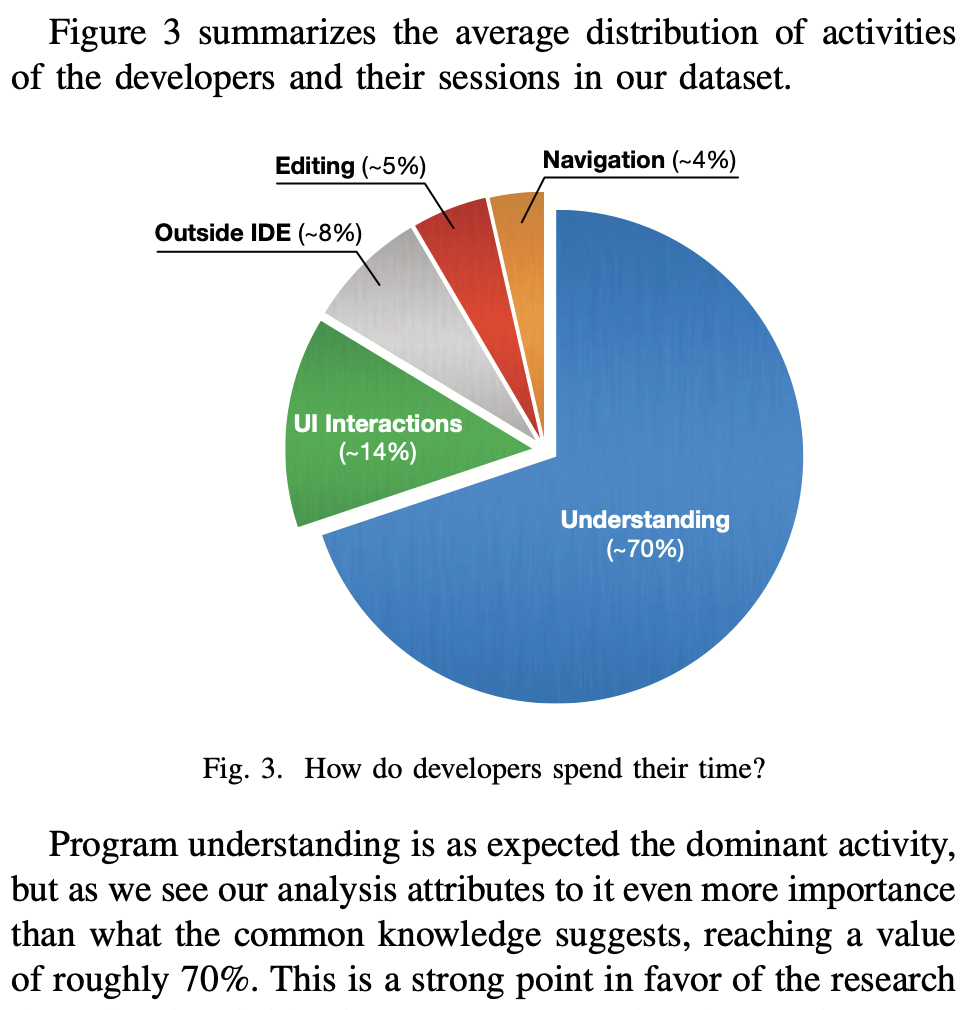 Figure 3 summarizes the average distribution of activities
of the developers and their sessions in our dataset.
Editing (~5%)
Navigation (~4%)
Outside IDE (~8%)
UI Interactions
(~14%)
Understanding
(~70%)
Fig. 3. How do developers spend their time?
Program understanding is as expected the dominant activity,
but as we see our analysis attributes to it even more importance
than what the common knowledge suggests, reaching a value
of roughly 70%. This is a strong point in favor of the research